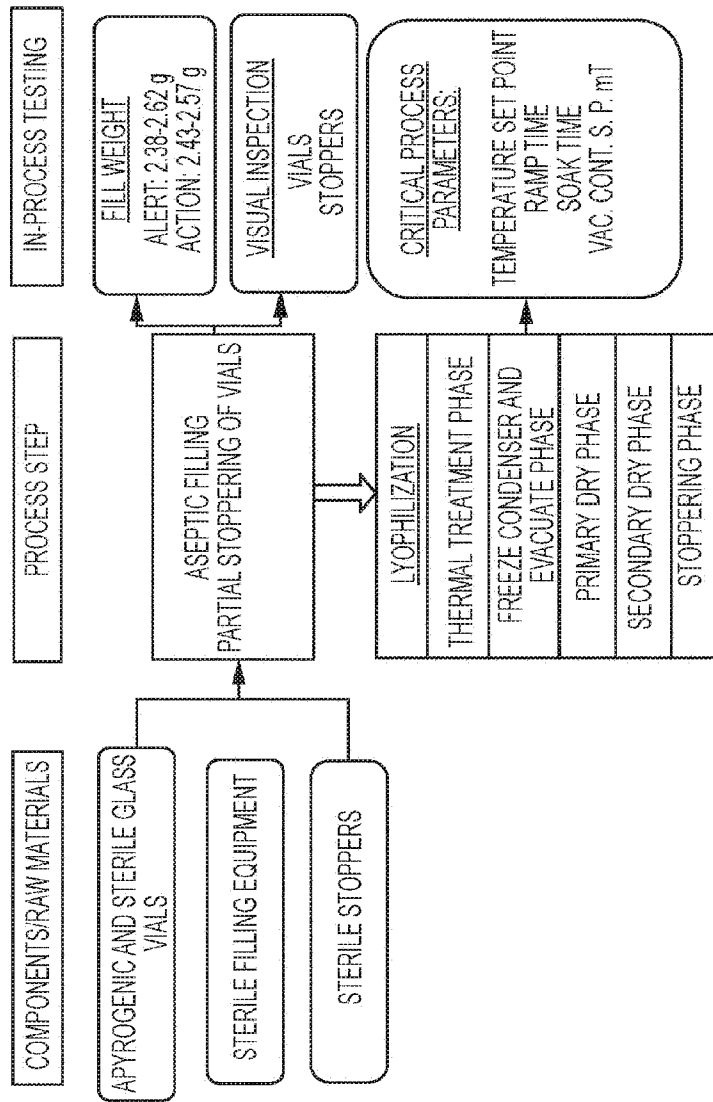 COMPONENTS/RAW MATERIALS
PROCESS STEP
IN-PROCESS TESTING
APYROGENIC AND STERILE GLASS
VIALS
STERILE FILLING EQUIPMENT
STERILE STOPPERS
ASEPTIC FILLING
PARTIAL STOPPERING OF VIALS
FILL WEIGHT
ALERT: 2.38-2.62 g
ACTION: 2.43-2.57 g
VISUAL INSPECTION
VIALS
STOPPERS
LYOPHILIZATION
THERMAL TREATMENT PHASE
FREEZE CONDENSER AND
EVACUATE PHASE
PRIMARY DRY PHASE
SECONDARY DRY PHASE
STOPPERING PHASE
CRITICAL PROCESS
PARAMETERS:
TEMPERATURE SET POINT
RAMP TIME
SOAK TIME
VAC. CONT. S. P. mT